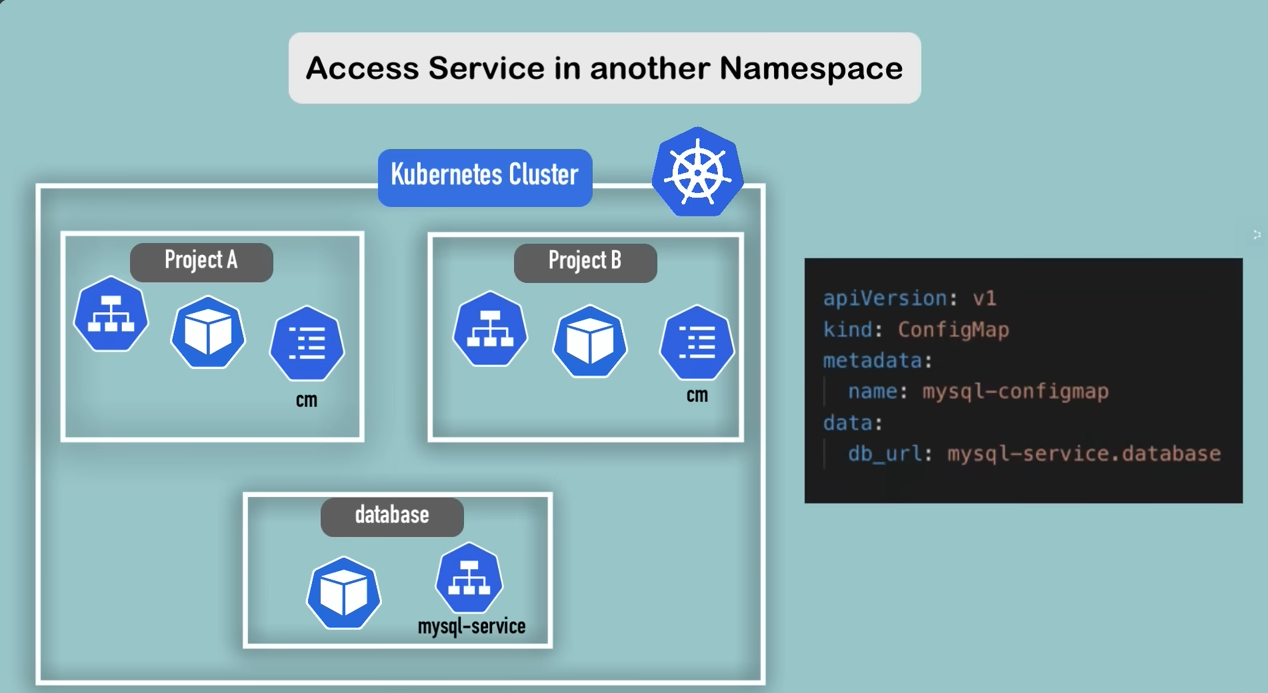 Access Service in another Namespace
Kubernetes Cluster
Project A
cm
Project B
cm
database
mysql-service
apiVersion: v1
kind: ConfigMap
metadata:
  name: mysql-configmap
data:
  db_url: mysql-service.database